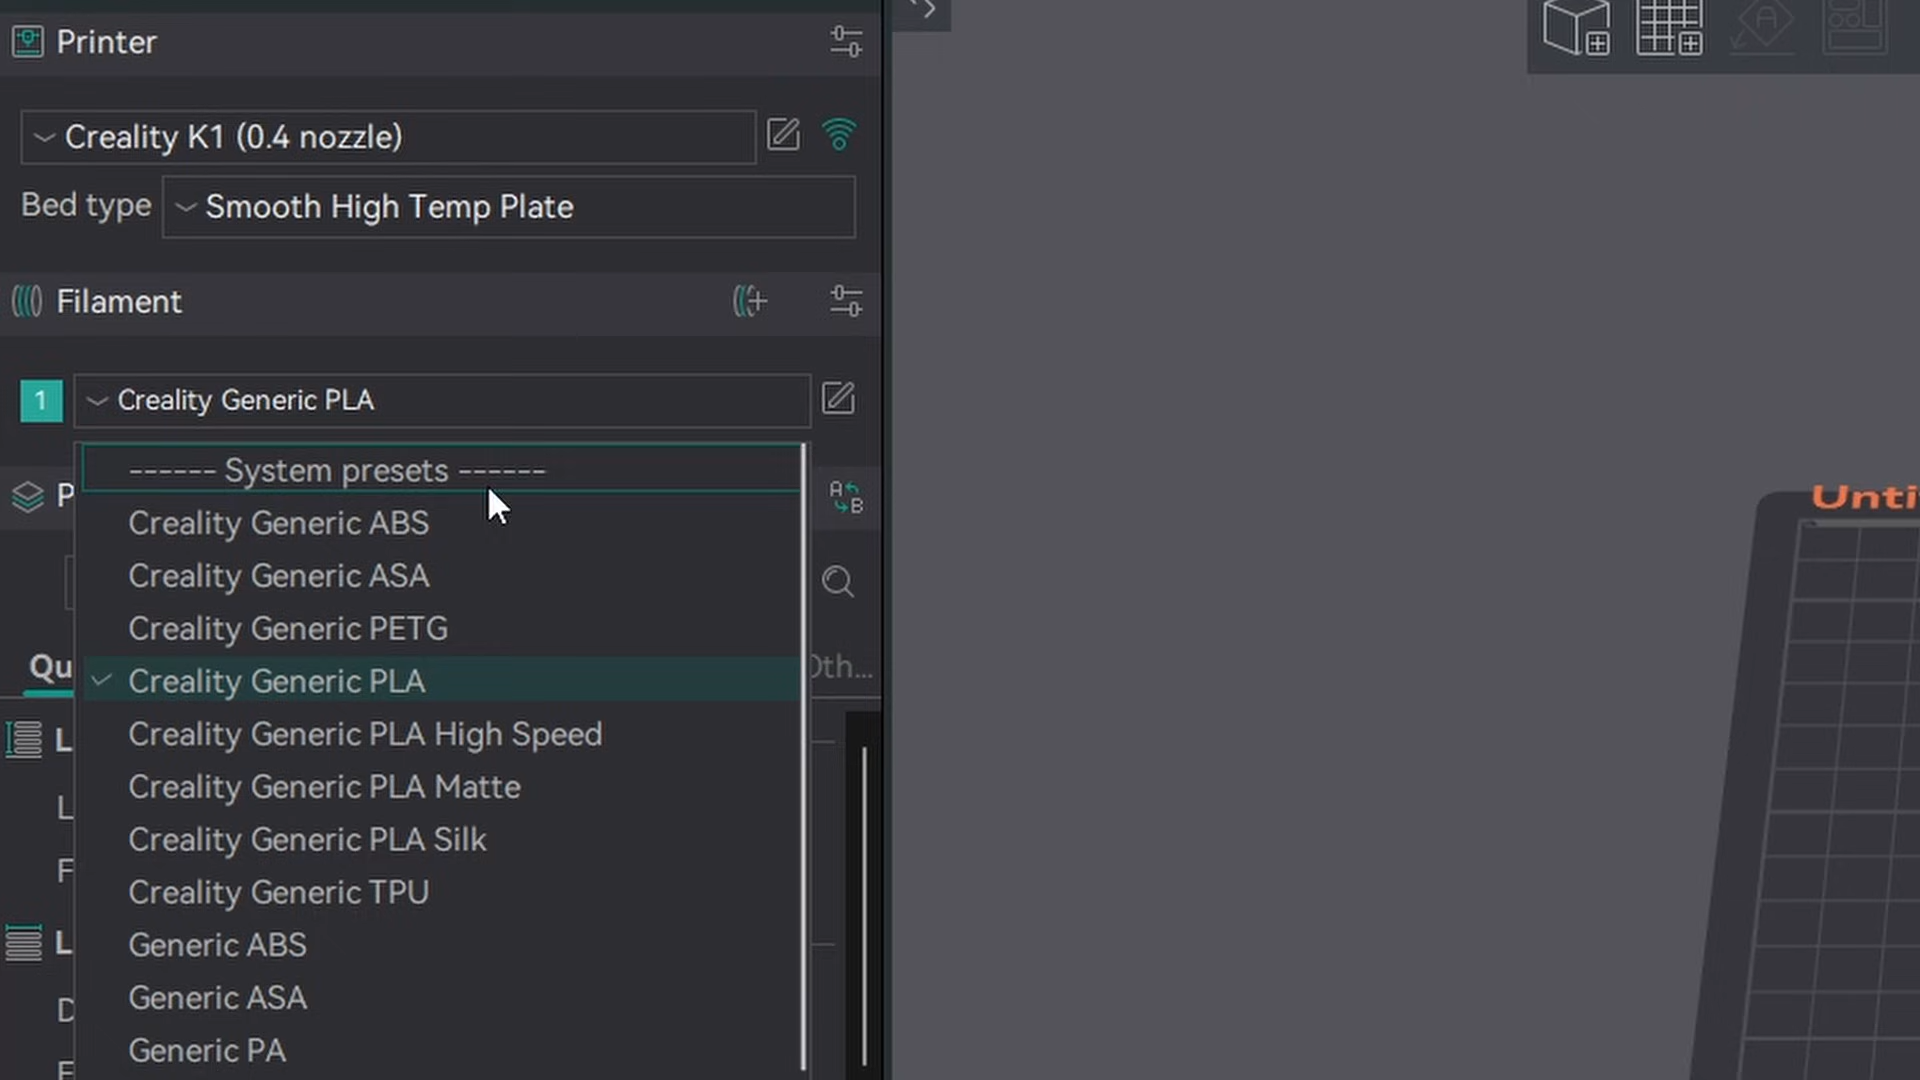 Printer
Creality K1 (0.4 nozzle)
Bed type
Smooth High Temp Plate
Filament
1
Creality Generic PLA
------ System presets ------
Creality Generic ABS
Creality Generic ASA
Creality Generic PETG
Creality Generic PLA
Creality Generic PLA High Speed
Creality Generic PLA Matte
Creality Generic PLA Silk
Creality Generic TPU
Generic ABS
Generic ASA
Generic PA
P
A
B
Qu
Oth...
L
L
F
L
D
Unti
A